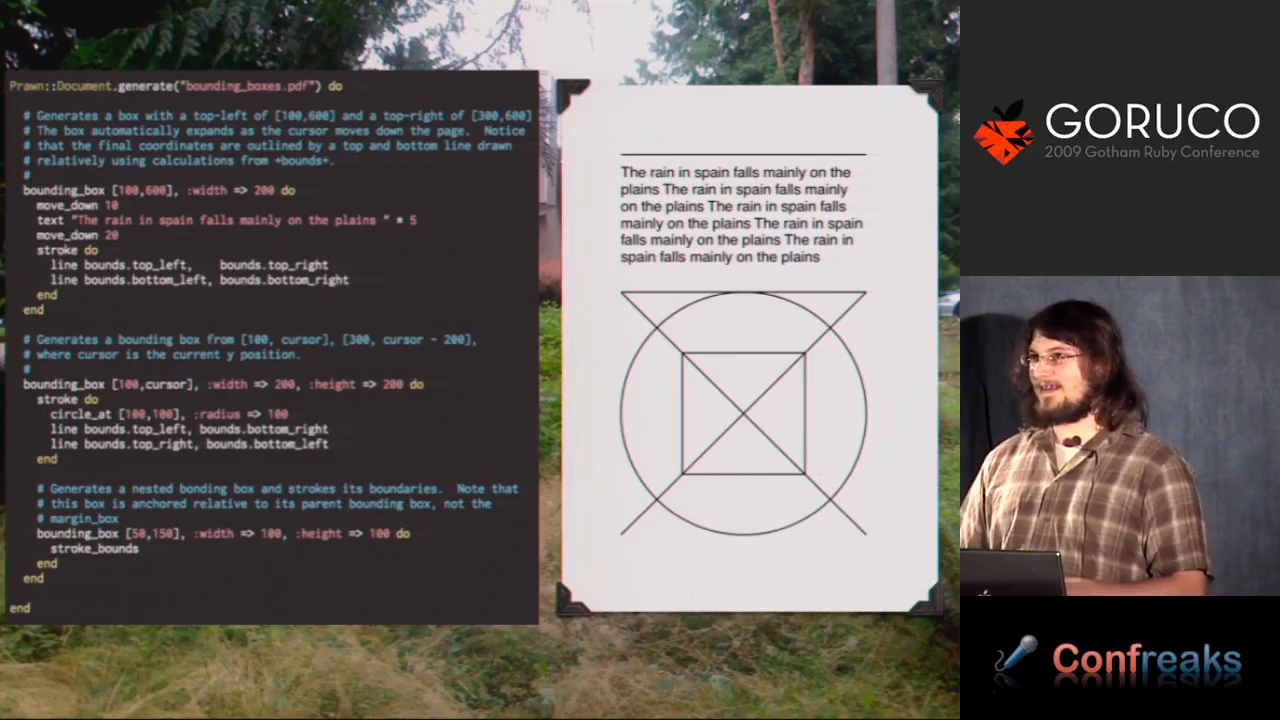 Prawn::Document.generate("bounding_boxes.pdf") do
# Generates a box with a top-left of [100,600] and a top-right of [300,600]
# The box automatically expands as the cursor moves down the page.  Notice
# that the final coordinates are outlined by a top and bottom line drawn
# relatively using calculations from +bounds+.
#
bounding_box [100,600], :width => 200 do
move_down 10
text "The rain in spain falls mainly on the plains " * 5
move_down 20
stroke do
line bounds.top_left,    bounds.top_right
line bounds.bottom_left, bounds.bottom_right
end
end
# Generates a bounding box from [100, cursor], [300, cursor - 200],
# where cursor is the current y position.
#
bounding_box [100,cursor], :width => 200, :height => 200 do
stroke do
circle_at [100,100], :radius => 100
line bounds.top_left, bounds.bottom_right
line bounds.top_right, bounds.bottom_left
end
# Generates a nested bonding box and strokes its boundaries.  Note that
# this box is anchored relative to its parent bounding box, not the
# margin_box
bounding_box [50,150], :width => 100, :height => 100 do
stroke_bounds
end
end
end
The rain in spain falls mainly on the
plains The rain in spain falls mainly
on the plains The rain in spain falls
mainly on the plains The rain in spain
falls mainly on the plains The rain in
spain falls mainly on the plains
GORUCO
2009 Gotham Ruby Conference
Confreaks